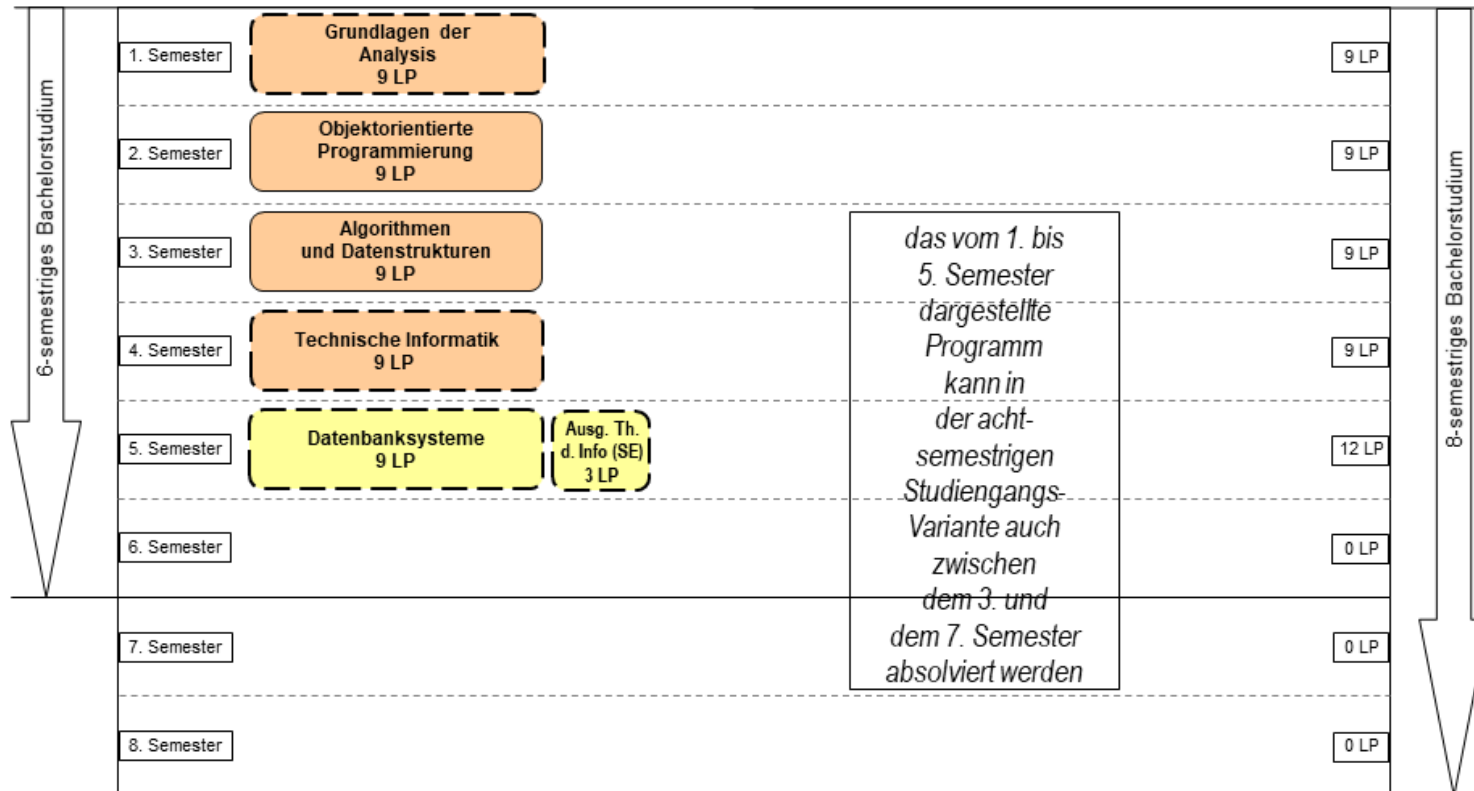 6-semestriges Bachelorstudium
1. Semester
Grundlagen der
Analysis
9 LP
9 LP
2. Semester
Objektorientierte
Programmierung
9 LP
9 LP
3. Semester
Algorithmen
und Datenstrukturen
9 LP
9 LP
4. Semester
Technische Informatik
9 LP
9 LP
5. Semester
Datenbanksysteme
9 LP
Ausg. Th.
d. Info (SE)
3 LP
12 LP
6. Semester
0 LP
7. Semester
0 LP
8. Semester
0 LP
das vom 1. bis
5. Semester
dargestellte
Programm
kann in
der acht-
semestrigen
Studiengangs-
Variante auch
zwischen
dem 3. und
dem 7. Semester
absolviert werden
8-semestriges Bachelorstudium